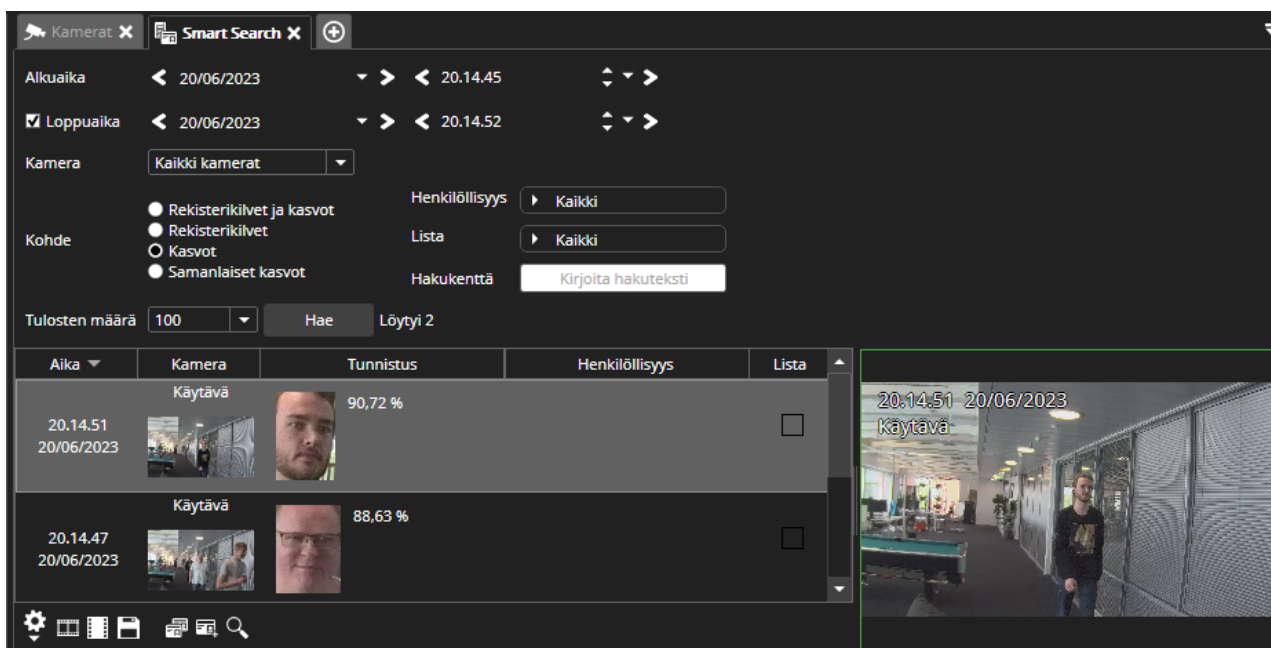 Kamerat
Smart Search
Alkuaika 20/06/2023 20.14.45
Loppuaika 20/06/2023 20.14.52
Kamera Kaikki kamerat
Kohde
Rekisterikilvet ja kasvot
Rekisterikilvet
Kasvot
Samanlaiset kasvot
Henkilöllisyys Kaikki
Lista Kaikki
Hakukenttä Kirjoita hakuteksti
Tulosten määrä 100 Hae Löytyi 2
Aika Kamera Tunnistus Henkilöllisyys Lista
20.14.51
20/06/2023
Käytävä
90,72 %
20.14.47
20/06/2023
Käytävä
88,63 %
20.14.51 20/06/2023
Käytävä